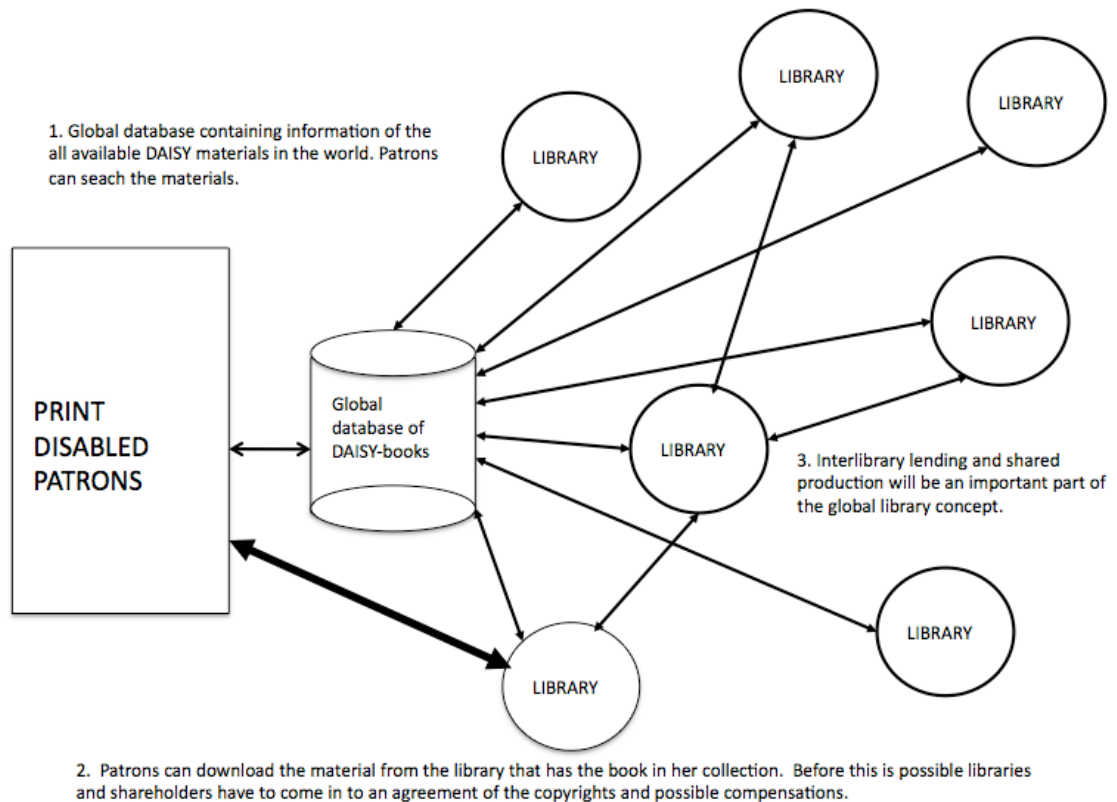 LIBRARY
LIBRARY
1. Global database containing information of the
all available DAISY materials in the world. Patrons
can seach the materials.
LIBRARY
LIBRARY
PRINT
DISABLED
PATRONS
Global
database of
DAISY-books
LIBRARY
3. Interlibrary lending and shared
production will be an important part of
the global library concept.
LIBRARY
LIBRARY
2. Patrons can download the material from the library that has the book in her collection. Before this is possible libraries
and shareholders have to come in to an agreement of the copyrights and possible compensations.